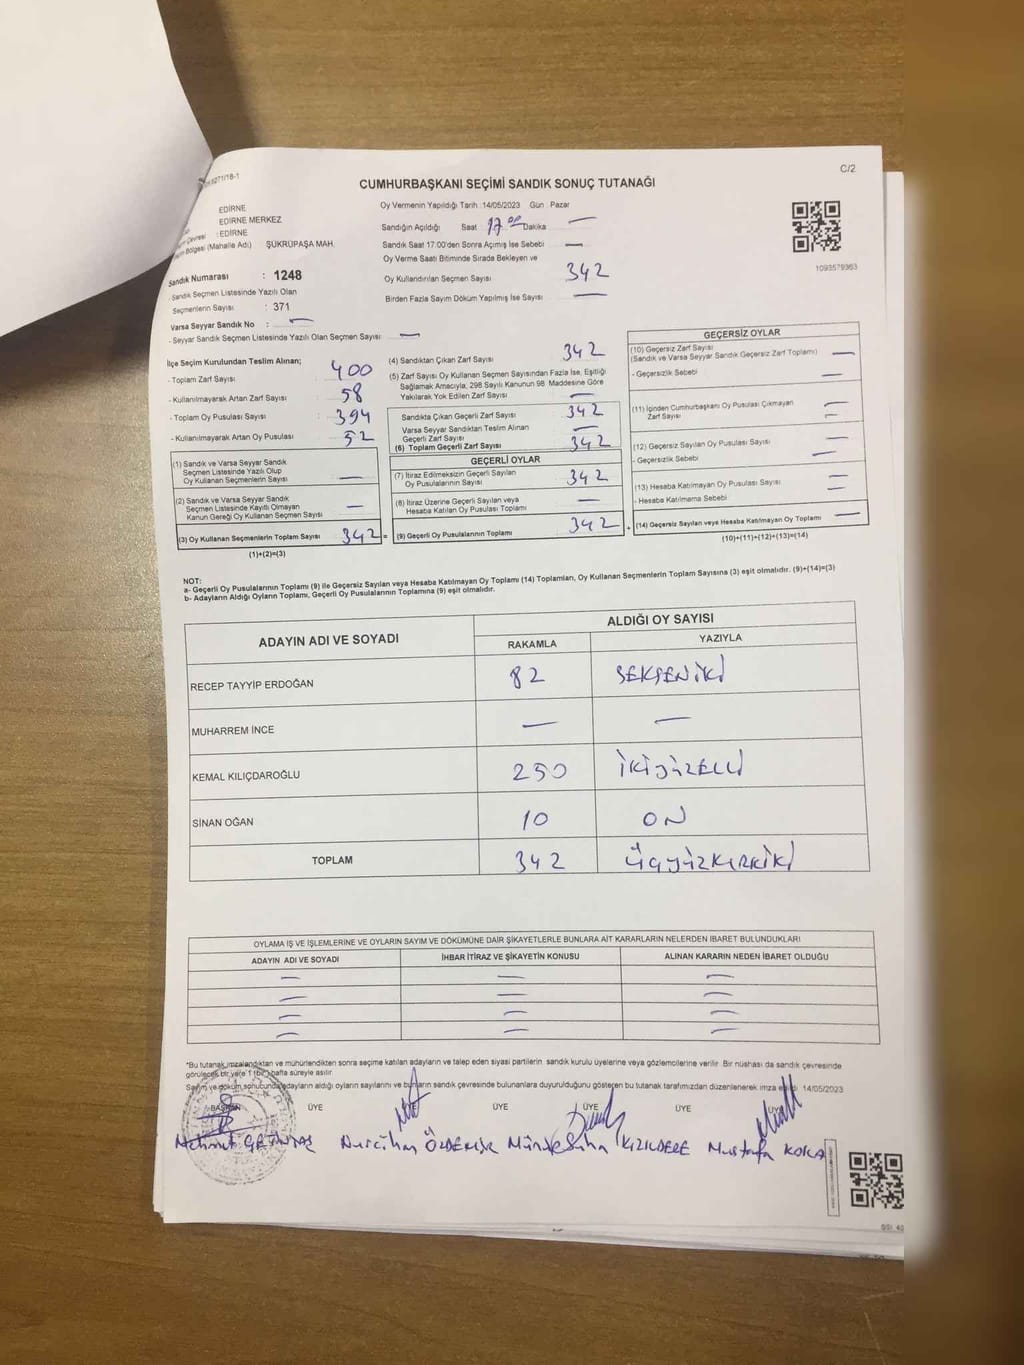 C/2
CUMHURBAŞKANI SEÇİMİ SANDIK SONUÇ TUTANAĞI
EDİRNE
EDİRNE MERKEZ
: EDİRNE
(Mahalle Adı) ŞÜKRÜPAŞA MAH.
Sandık Numarası : 1248
- Sandık Seçmen Listesinde Yazılı Olan
Seçmenlerin Sayısı : 371
Varsa Seyyar Sandık No : —
- Seyyar Sandık Seçmen Listesinde Yazılı Olan Seçmen Sayısı —
Oy Vermenin Yapıldığı Tarih :14/05/2023 Gün : Pazar
Sandığın Açıldığı Saat 17.00 Dakika —
Sandık Saat 17:00'den Sonra Açımış İse Sebebi —
Oy Verme Saati Bitiminde Sırada Bekleyen ve
Oy Kullandırılan Seçmen Sayısı 342
Birden Fazla Sayım Döküm Yapılmış İse Sayısı —
1093579363
İlçe Seçim Kurulundan Teslim Alınan;
- Toplam Zarf Sayısı : 400
- Kullanılmayarak Artan Zarf Sayısı : 58
- Toplam Oy Pusulası Sayısı : 394
- Kullanılmayarak Artan Oy Pusulası : 52
(1) Sandık ve Varsa Seyyar Sandık
Seçmen Listesinde Yazılı Olup
Oy Kullanan Seçmenlerin Sayısı —
(2) Sandık ve Varsa Seyyar Sandık
Seçmen Listesinde Kayıtlı Olmayan
Kanun Gereği Oy Kullanan Seçmen Sayısı —
(3) Oy Kullanan Seçmenlerin Toplam Sayısı 342
(1)+(2)=(3)
(4) Sandıktan Çıkan Zarf Sayısı 342
(5) Zarf Sayısı Oy Kullanan Seçmen Sayısından Fazla İse, Eşitliği
Sağlamak Amacıyla, 298 Sayılı Kanunun 98. Maddesine Göre
Yakılarak Yok Edilen Zarf Sayısı —
Sandıkta Çıkan Geçerli Zarf Sayısı 342
Varsa Seyyar Sandıktan Teslim Alınan
Geçerli Zarf Sayısı —
(6) Toplam Geçerli Zarf Sayısı 342
GEÇERLİ OYLAR
(7) İtiraz Edilmeksizin Geçerli Sayılan
Oy Pusulalarının Sayısı 342
(8) İtiraz Üzerine Geçerli Sayılan veya
Hesaba Katılan Oy Pusulası Toplamı —
= (9) Geçerli Oy Pusulalarının Toplamı 342 +
GEÇERSİZ OYLAR
(10) Geçersiz Zarf Sayısı
(Sandık ve Varsa Seyyar Sandık Geçersiz Zarf Toplamı) —
- Geçersizlik Sebebi —
(11) İçinden Cumhurbaşkanı Oy Pusulası Çıkmayan
Zarf Sayısı —
(12) Geçersiz Sayılan Oy Pusulası Sayısı —
- Geçersizlik Sebebi —
(13) Hesaba Katılmayan Oy Pusulası Sayısı —
- Hesaba Katılmama Sebebi —
(14) Geçersiz Sayılan veya Hesaba Katılmayan Oy Toplamı —
(10)+(11)+(12)+(13)=(14)
NOT:
a- Geçerli Oy Pusulalarının Toplamı (9) ile Geçersiz Sayılan veya Hesaba Katılmayan Oy Toplamı (14) Toplamları, Oy Kullanan Seçmenlerin Toplam Sayısına (3) eşit olmalıdır. (9)+(14)=(3)
b- Adayların Aldığı Oyların Toplamı, Geçerli Oy Pusulalarının Toplamına (9) eşit olmalıdır.
ADAYIN ADI VE SOYADI ALDIĞI OY SAYISI
RAKAMLA YAZIYLA
RECEP TAYYİP ERDOĞAN 82 SEKSENİKİ
MUHARREM İNCE — —
KEMAL KILIÇDAROĞLU 250 İKİYÜZELLİ
SİNAN OĞAN 10 ON
TOPLAM 342 ÜÇYÜZKIRKİKİ
OYLAMA İŞ VE İŞLEMLERİNE VE OYLARIN SAYIM VE DÖKÜMÜNE DAİR ŞİKAYETLERLE BUNLARA AİT KARARLARIN NELERDEN İBARET BULUNDUKLARI
ADAYIN ADI VE SOYADI İHBAR İTİRAZ VE ŞİKAYETİN KONUSU ALINAN KARARIN NEDEN İBARET OLDUĞU
— — —
— — —
— — —
— — —
*Bu tutanak imzalandıktan ve mühürlendikten sonra seçime katılan adayların ve talep eden siyasi partilerin sandık kurulu üyelerine veya gözlemcilerine verilir. Bir nüshası da sandık çevresinde
görülecek bir yere 1 (bir) hafta süreyle asılır.
Sayım ve döküm sonucunda adayların aldığı oyların sayılarını ve bunların sandık çevresinde bulunanlara duyurulduğunu gösteren bu tutanak tarafımızdan düzenlenerek imza edildi. 14/05/2023
BAŞKAN ÜYE ÜYE ÜYE ÜYE ÜYE ÜYE
Nurcihan ÖZDEMİR KIZILDERE Mustafa KOKA